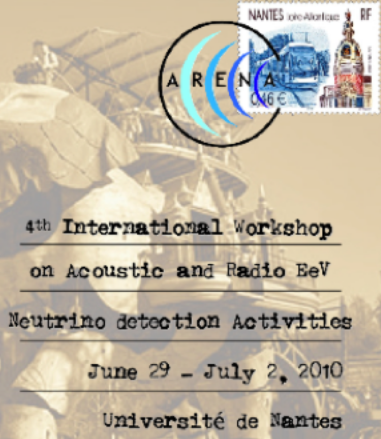 NANTES Loire-Atlantique RF
ARENA
0,46 €
4th International Workshop
on Acoustic and Radio EeV
Neutrino detection Activities
June 29 - July 2, 2010
Université de Nantes